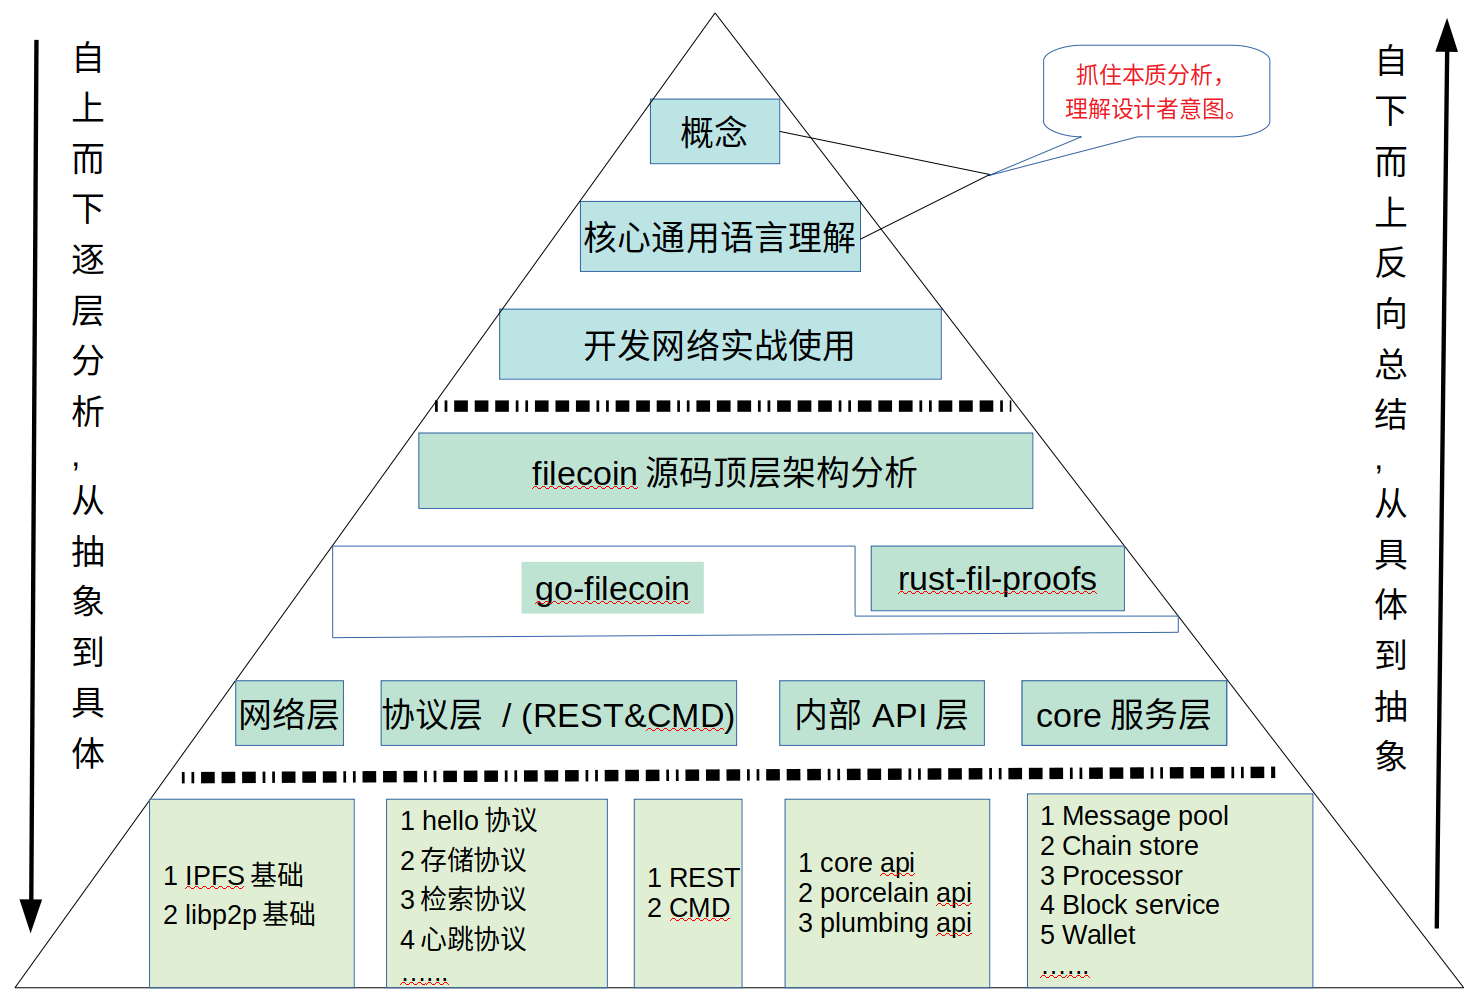 自上而下逐层分析,从抽象到具体
抓住本质分析，
理解设计者意图。
自下而上反向总结,从具体到抽象
概念
核心通用语言理解
开发网络实战使用
filecoin 源码顶层架构分析
go-filecoin
rust-fil-proofs
网络层
协议层 / (REST&CMD)
内部 API 层
core 服务层
1 IPFS 基础
2 libp2p 基础
1 hello 协议
2 存储协议
3 检索协议
4 心跳协议
......
1 REST
2 CMD
1 core api
2 porcelain api
3 plumbing api
1 Message pool
2 Chain store
3 Processor
4 Block service
5 Wallet
......